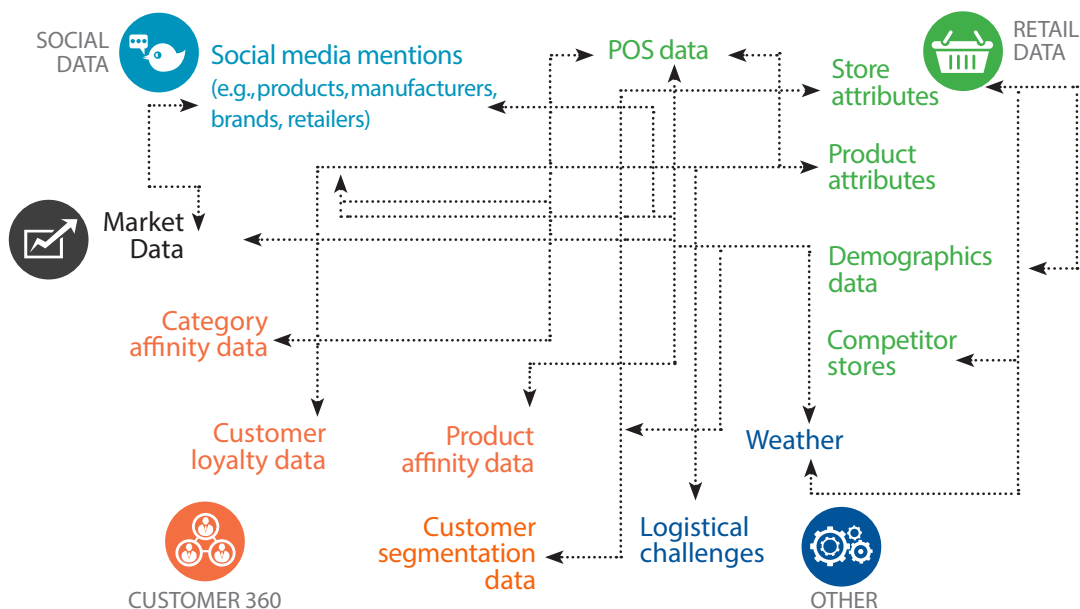 SOCIAL
DATA
Social media mentions
(e.g., products, manufacturers,
brands, retailers)
POS data
RETAIL
DATA
Store
attributes
Product
attributes
Market
Data
Demographics
data
Category
affinity data
Competitor
stores
Customer
loyalty data
Product
affinity data
Weather
Customer
segmentation
data
Logistical
challenges
CUSTOMER 360
OTHER